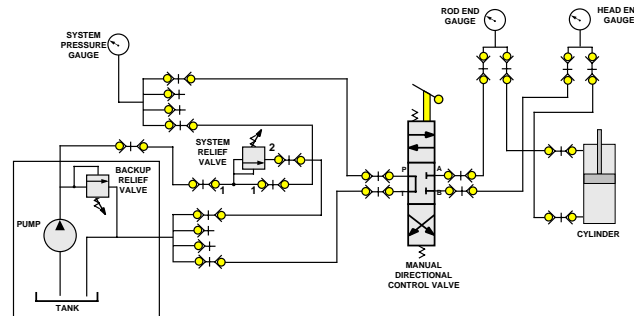 SYSTEM
PRESSURE
GAUGE
ROD END
GAUGE
HEAD END
GAUGE
SYSTEM
RELIEF
VALVE
2
BACKUP
RELIEF
VALVE
1
1
P
T
A
B
PUMP
TANK
MANUAL
DIRECTIONAL
CONTROL VALVE
CYLINDER